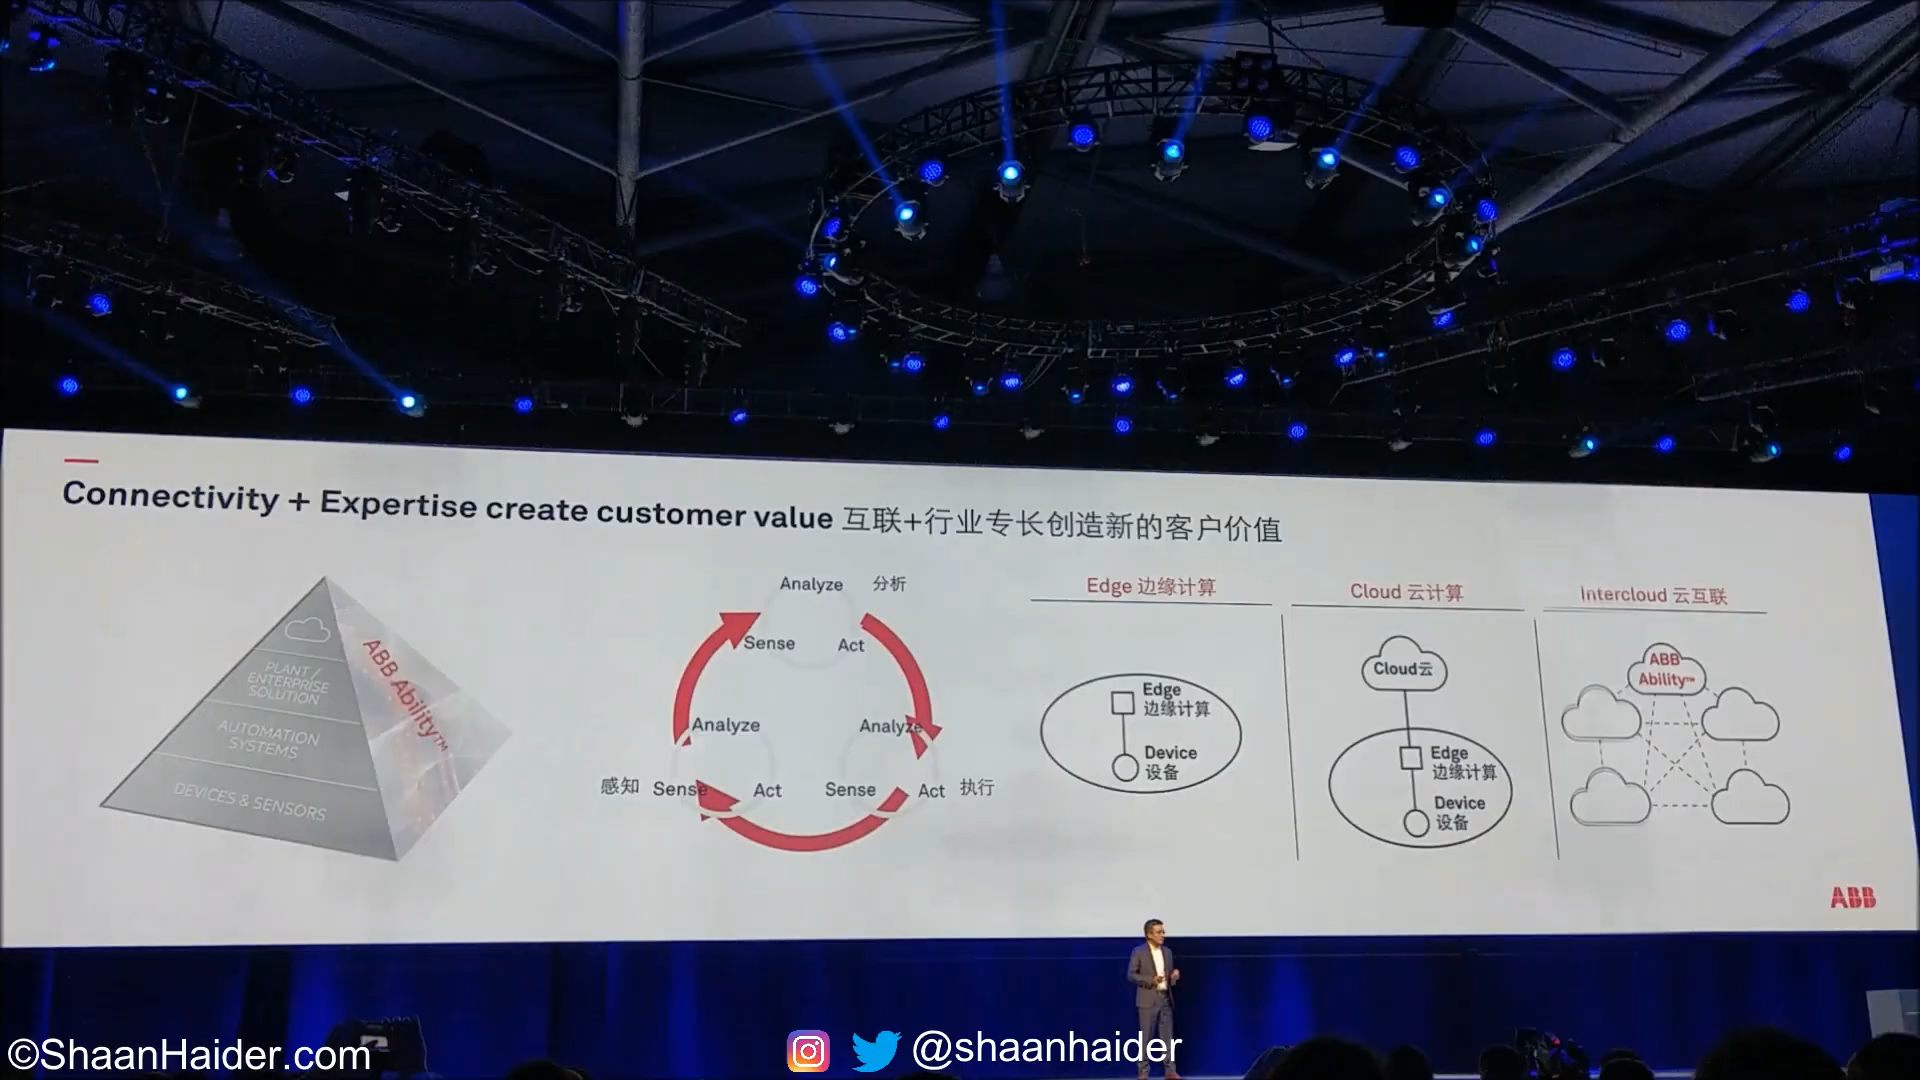 Connectivity + Expertise create customer value 互联+行业专长创造新的客户价值
PLANT /
ENTERPRISE
SOLUTION
AUTOMATION
SYSTEMS
DEVICES & SENSORS
ABB Ability™
Analyze 分析
Sense Act
Analyze
感知 Sense Act
Analyze
Sense Act 执行
Edge 边缘计算
Edge
边缘计算
Device
设备
Cloud 云计算
Cloud云
Edge
边缘计算
Device
设备
Intercloud 云互联
ABB
Ability™
ABB
©ShaanHaider.com
@shaanhaider